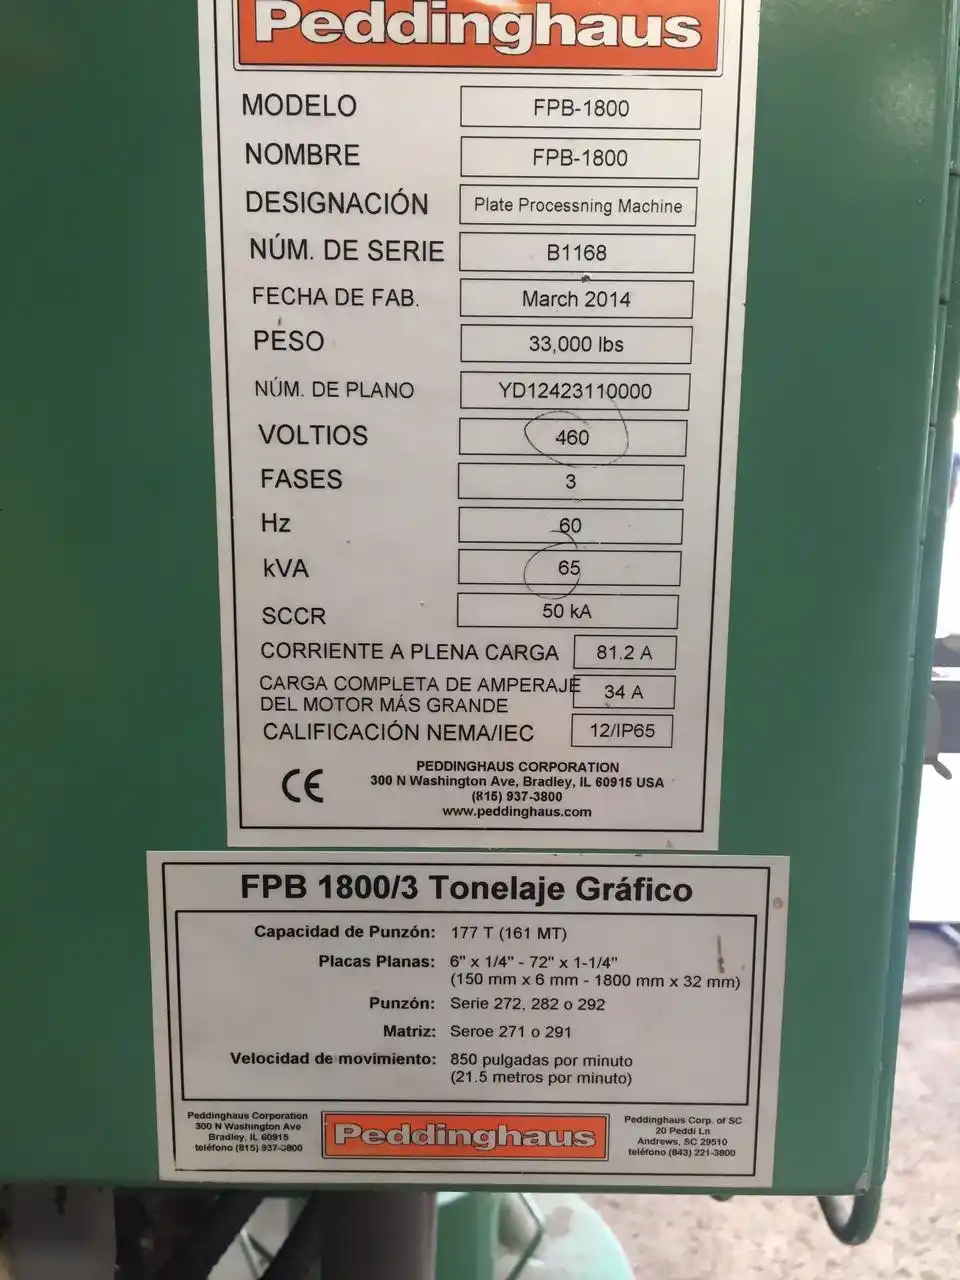 Peddinghaus
MODELO FPB-1800
NOMBRE FPB-1800
DESIGNACIÓN Plate Processning Machine
NÚM. DE SERIE B1168
FECHA DE FAB. March 2014
PESO 33,000 lbs
NÚM. DE PLANO YD12423110000
VOLTIOS 460
FASES 3
Hz 60
kVA 65
SCCR 50 kA
CORRIENTE A PLENA CARGA 81.2 A
CARGA COMPLETA DE AMPERAJE
DEL MOTOR MÁS GRANDE 34 A
CALIFICACIÓN NEMA/IEC 12/IP65
CE
PEDDINGHAUS CORPORATION
300 N Washington Ave, Bradley, IL 60915 USA
(815) 937-3800
www.peddinghaus.com
FPB 1800/3 Tonelaje Gráfico
Capacidad de Punzón: 177 T (161 MT)
Placas Planas: 6" x 1/4" - 72" x 1-1/4"
(150 mm x 6 mm - 1800 mm x 32 mm)
Punzón: Serie 272, 282 o 292
Matriz: Seroe 271 o 291
Velocidad de movimiento: 850 pulgadas por minuto
(21.5 metros por minuto)
Peddinghaus Corporation
300 N Washington Ave
Bradley, IL 60915
teléfono (815) 937-3800
Peddinghaus
Peddinghaus Corp. of SC
20 Peddi Ln
Andrews, SC 29510
teléfono (843) 221-3800